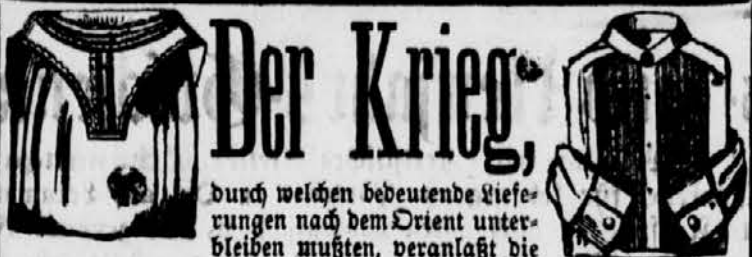 Der Krieg,
durch welchen bedeutende Liefe-
rungen nach dem Orient unter-
bleiben mußten, veranlaßt die